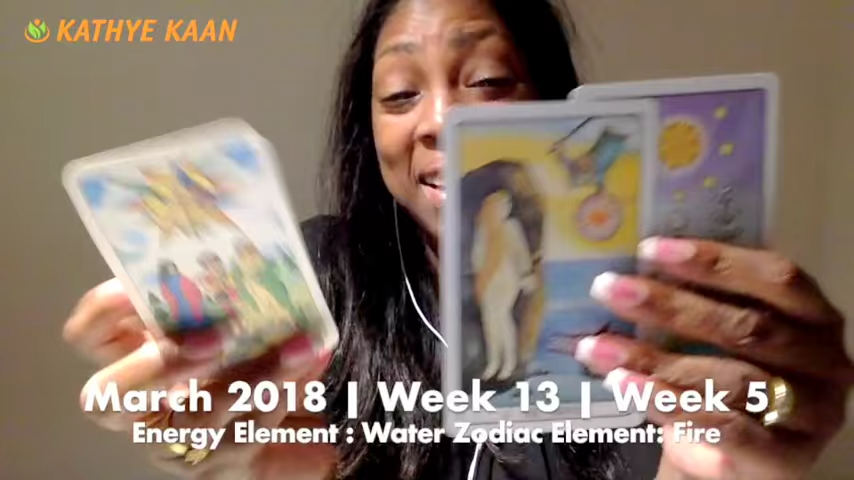 KATHYE KAAN
March 2018 | Week 13 | Week 5
Energy Element : Water Zodiac Element: Fire